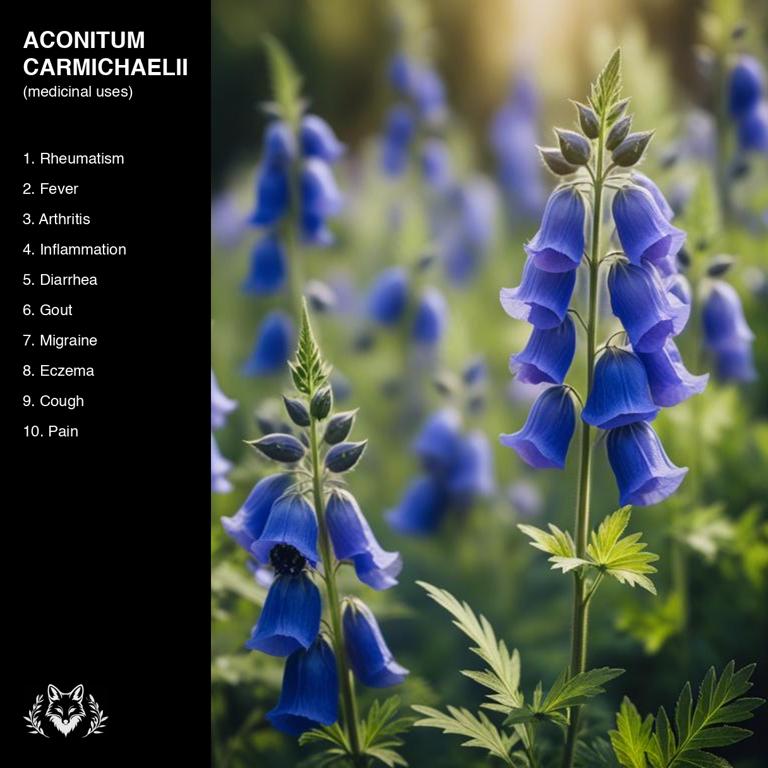 ACONITUM
CARMICHAELII
(medicinal uses)
1. Rheumatism
2. Fever
3. Arthritis
4. Inflammation
5. Diarrhea
6. Gout
7. Migraine
8. Eczema
9. Cough
10. Pain